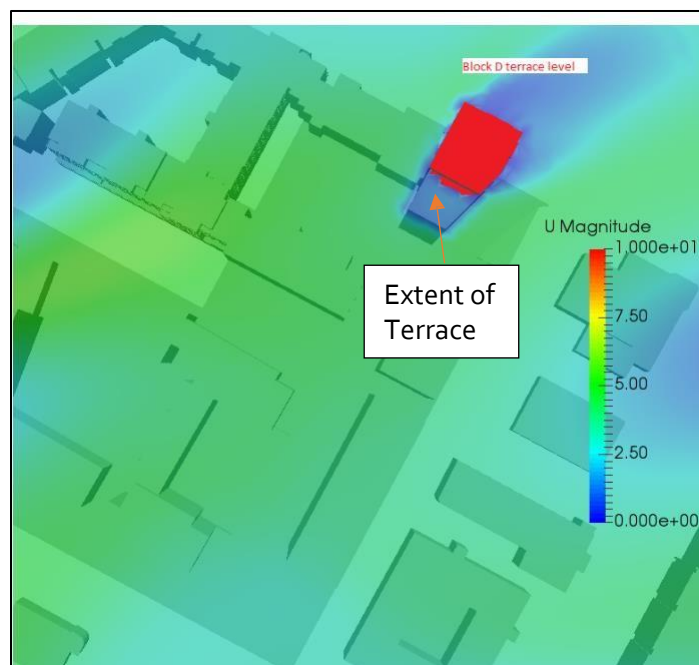 Block D terrace level
U Magnitude
1.000e+01
7.50
5.00
2.50
0.000e+00
Extent of
Terrace